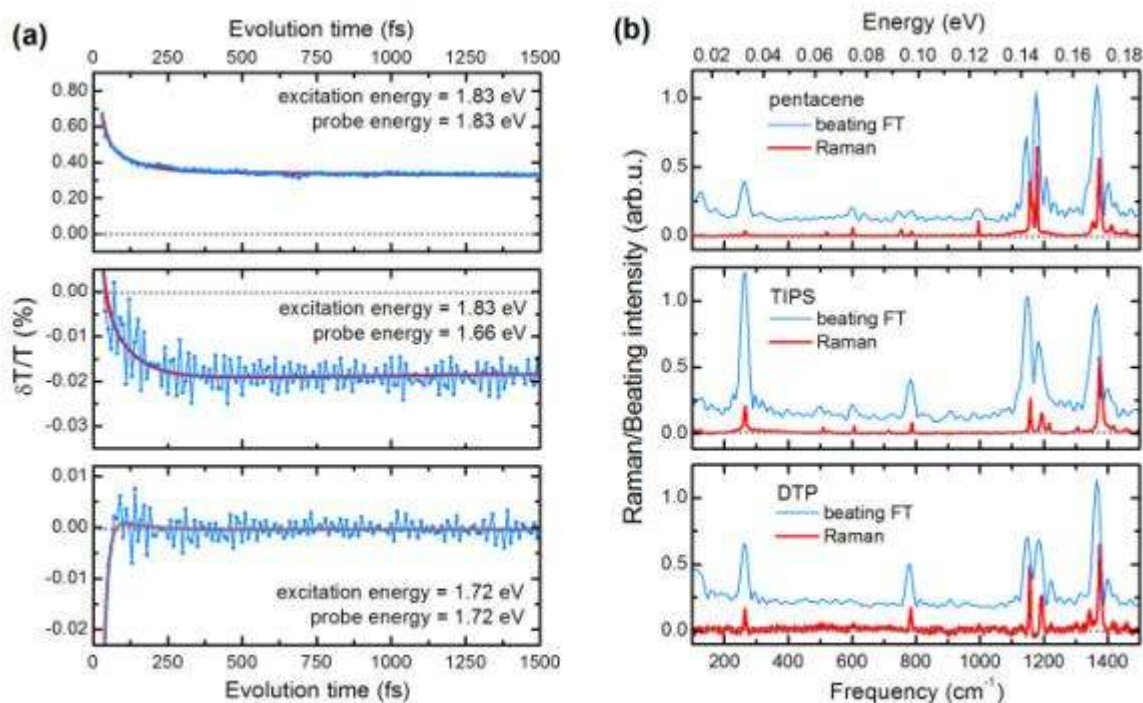 (a)
Evolution time (fs)
0 250 500 750 1000 1250 1500
0.80
0.60
0.40
0.20
0.00
excitation energy = 1.83 eV
probe energy = 1.83 eV
0.00
-0.01
-0.02
-0.03
excitation energy = 1.83 eV
probe energy = 1.66 eV
δT/T (%)
0.01
0.00
-0.01
-0.02
excitation energy = 1.72 eV
probe energy = 1.72 eV
0 250 500 750 1000 1250 1500
Evolution time (fs)
(b)
Energy (eV)
0.02 0.04 0.06 0.08 0.10 0.12 0.14 0.16 0.18
1.0
0.5
0.0
pentacene
beating FT
Raman
1.0
0.5
0.0
TIPS
beating FT
Raman
Raman/Beating intensity (arb.u.)
1.0
0.5
0.0
DTP
beating FT
Raman
200 400 600 800 1000 1200 1400
Frequency (cm⁻¹)